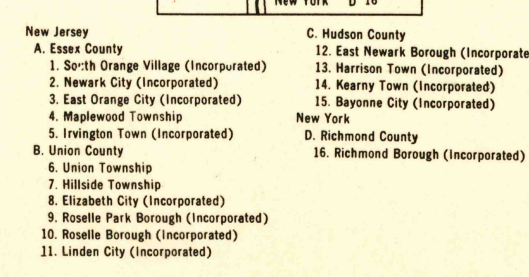 New York D 16
New Jersey
A. Essex County
1. South Orange Village (Incorporated)
2. Newark City (Incorporated)
3. East Orange City (Incorporated)
4. Maplewood Township
5. Irvington Town (Incorporated)
B. Union County
6. Union Township
7. Hillside Township
8. Elizabeth City (Incorporated)
9. Roselle Park Borough (Incorporated)
10. Roselle Borough (Incorporated)
11. Linden City (Incorporated)
C. Hudson County
12. East Newark Borough (Incorporate
13. Harrison Town (Incorporated)
14. Kearny Town (Incorporated)
15. Bayonne City (Incorporated)
New York
D. Richmond County
16. Richmond Borough (Incorporated)